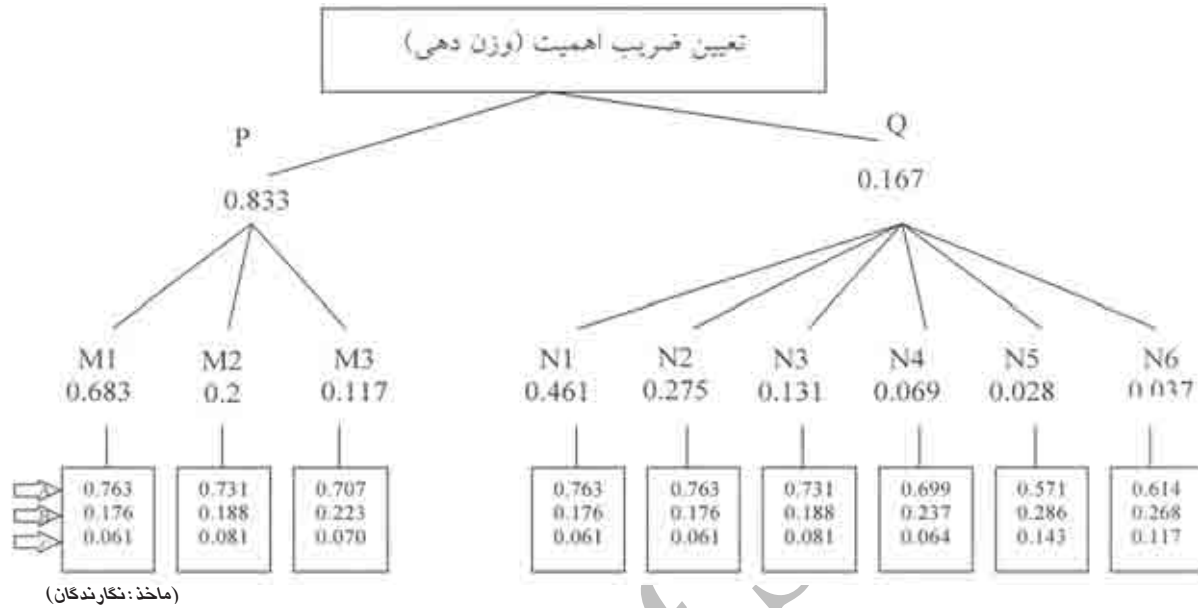 تعیین ضریب اهمیت (وزن دهی)
P Q
0.833 0.167
M1 M2 M3 N1 N2 N3 N4 N5 N6
0.683 0.2 0.117 0.461 0.275 0.131 0.069 0.028 0.037
0.763 0.731 0.707 0.763 0.763 0.731 0.699 0.571 0.614
0.176 0.188 0.223 0.176 0.176 0.188 0.237 0.286 0.268
0.061 0.081 0.070 0.061 0.061 0.081 0.064 0.143 0.117
(ماخذ: نگارندگان)